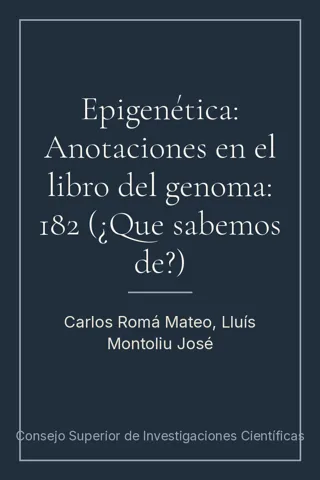 Epigenética:
Anotaciones en el
libro del genoma:
182 (¿Que sabemos
de?)
Carlos Romá Mateo, Lluís
Montoliu José
Consejo Superior de Investigaciones Científicas